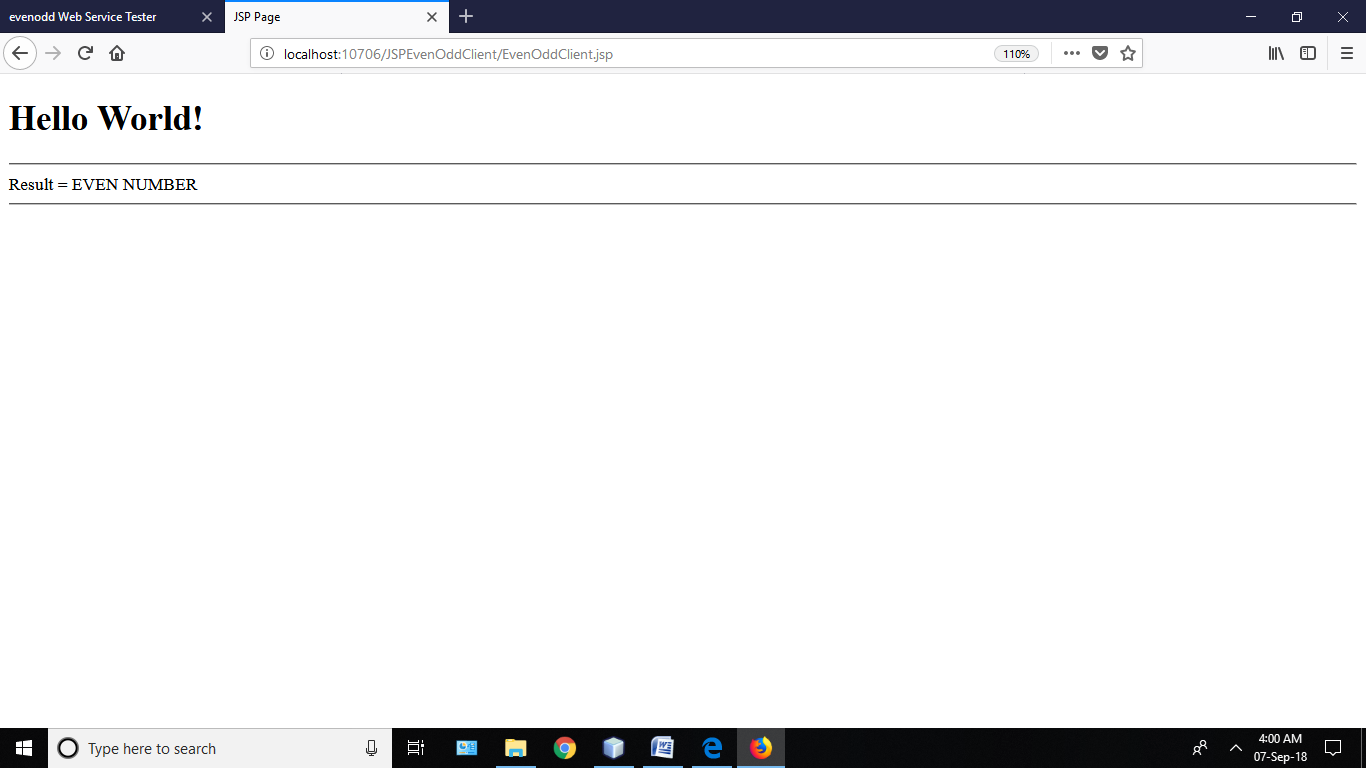 evenodd Web Service Tester
JSP Page
localhost:10706/JSPEvenOddClient/EvenOddClient.jsp
110%
Hello World!
Result = EVEN NUMBER
Type here to search
4:00 AM
07-Sep-18